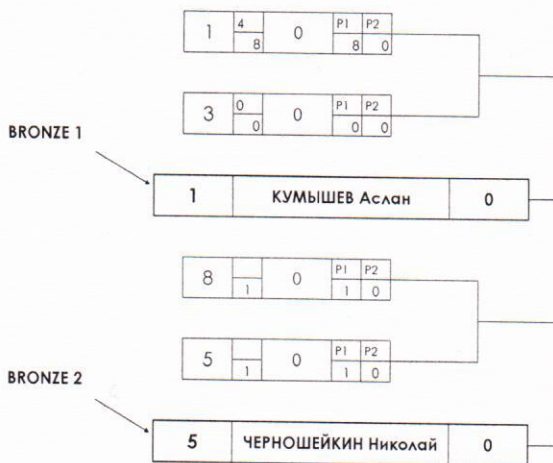 4 P1 P2
1 8 0 8 0
0 P1 P2
3 0 0 0 0
BRONZE 1
1 КУМЫШЕВ Аслан 0
P1 P2
8 1 0 1 0
P1 P2
5 1 0 1 0
BRONZE 2
5 ЧЕРНОШЕЙКИН Николай 0